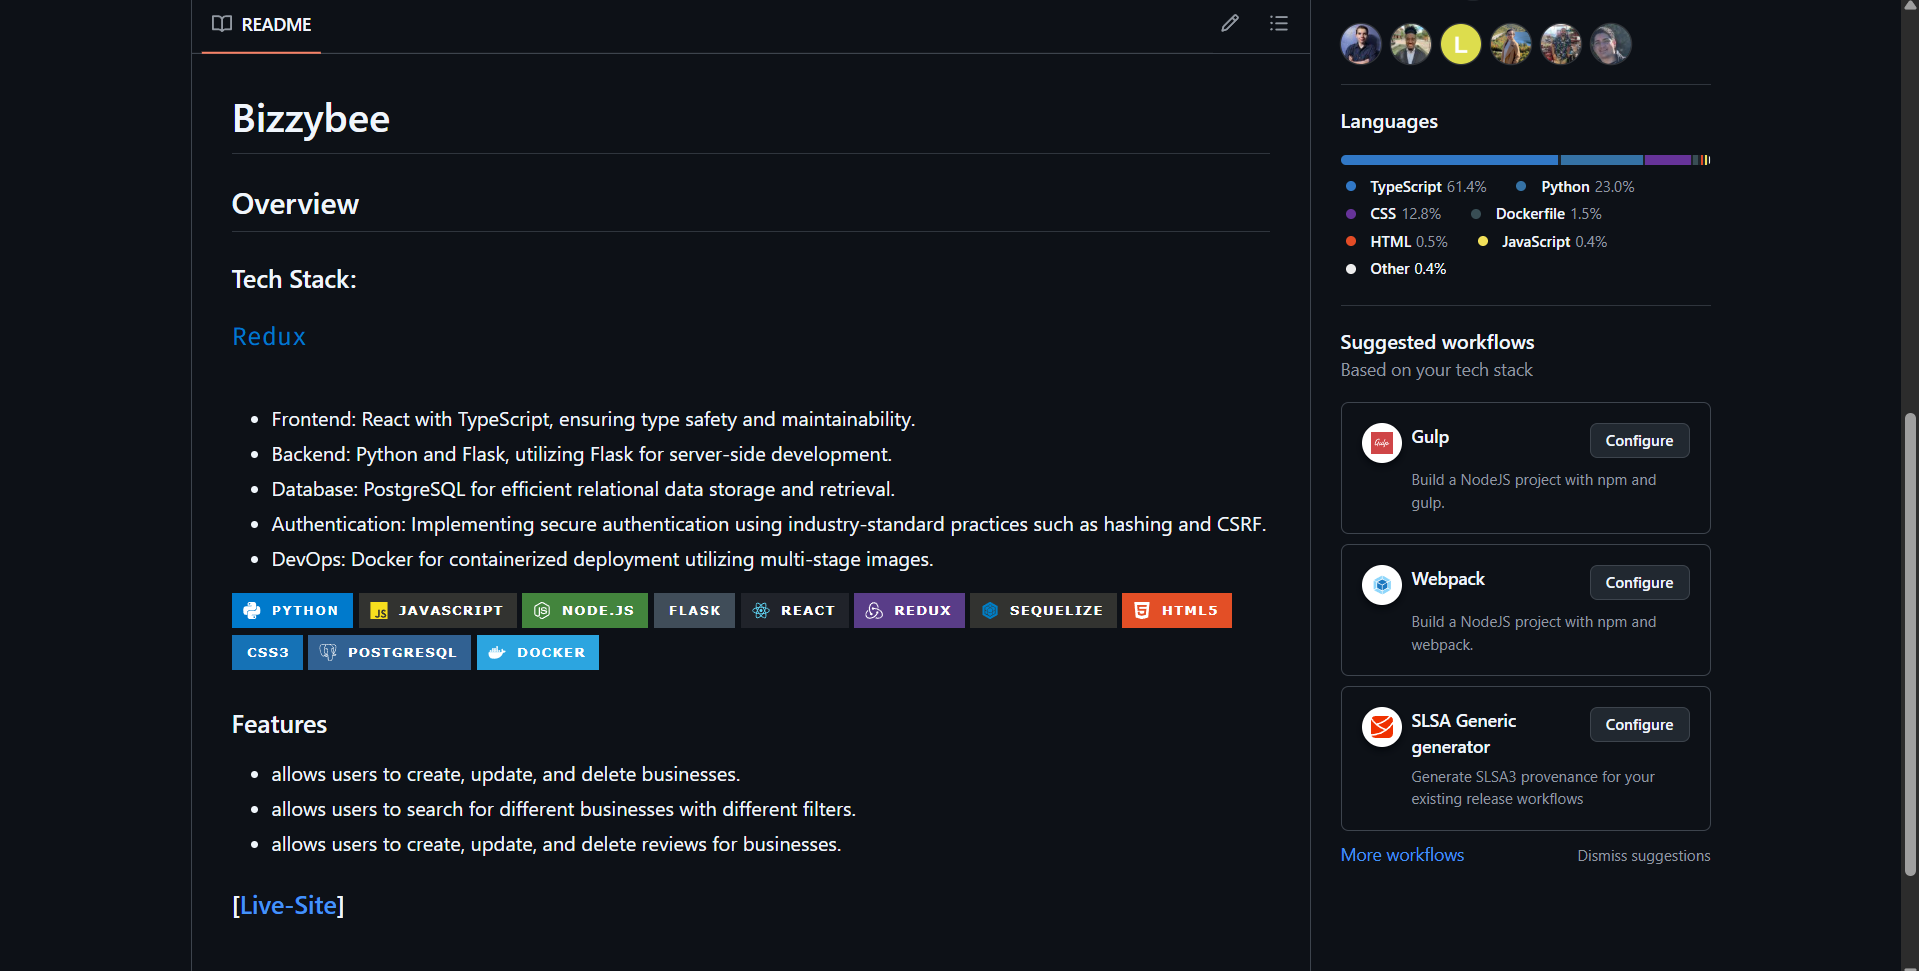 README
Bizzybee
Overview
Tech Stack:
Redux
Frontend: React with TypeScript, ensuring type safety and maintainability.
Backend: Python and Flask, utilizing Flask for server-side development.
Database: PostgreSQL for efficient relational data storage and retrieval.
Authentication: Implementing secure authentication using industry-standard practices such as hashing and CSRF.
DevOps: Docker for containerized deployment utilizing multi-stage images.
PYTHON JS JAVASCRIPT NODE.JS FLASK REACT REDUX SEQUELIZE HTML5
CSS3 POSTGRESQL DOCKER
Features
allows users to create, update, and delete businesses.
allows users to search for different businesses with different filters.
allows users to create, update, and delete reviews for businesses.
[Live-Site]
L
Languages
TypeScript 61.4% Python 23.0%
CSS 12.8% Dockerfile 1.5%
HTML 0.5% JavaScript 0.4%
Other 0.4%
Suggested workflows
Based on your tech stack
Gulp Gulp Configure
Build a NodeJS project with npm and
gulp.
Webpack Configure
Build a NodeJS project with npm and
webpack.
SLSA Generic Configure
generator
Generate SLSA3 provenance for your
existing release workflows
More workflows Dismiss suggestions